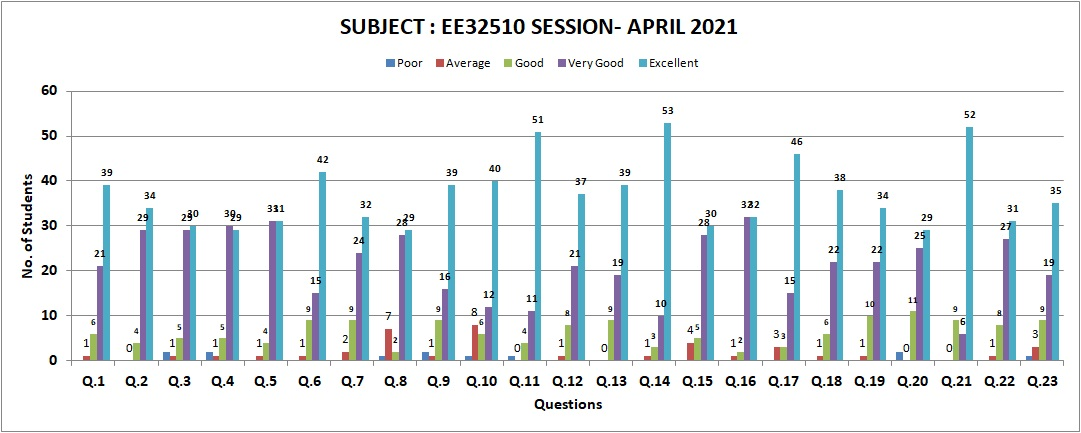 SUBJECT : EE32510 SESSION- APRIL 2021
Poor Average Good Very Good Excellent
60
50
40
30
20
10
0
No. of Students
1 6 21 39
0 4 29 34
1 5 29 30
1 5 30 29
1 4 31 31
1 9 15 42
2 9 24 32
7 2 28 29
1 9 16 39
8 6 12 40
0 4 11 51
1 8 21 37
0 9 19 39
1 3 10 53
4 5 28 30
1 2 32 32
3 3 15 46
1 6 22 38
1 10 22 34
0 11 25 29
0 9 6 52
1 8 27 31
3 9 19 35
Q.1 Q.2 Q.3 Q.4 Q.5 Q.6 Q.7 Q.8 Q.9 Q.10 Q.11 Q.12 Q.13 Q.14 Q.15 Q.16 Q.17 Q.18 Q.19 Q.20 Q.21 Q.22 Q.23
Questions